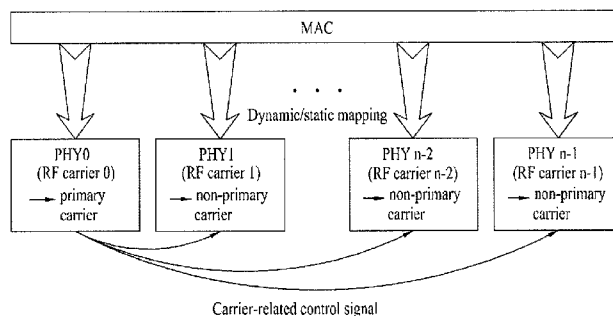 MAC
. . .
Dynamic/static mapping
PHY0
(RF carrier 0)
primary
carrier
PHY1
(RF carrier 1)
non-primary
carrier
PHY n-2
(RF carrier n-2)
non-primary
carrier
PHY n-1
(RF carrier n-1)
non-primary
carrier
Carrier-related control signal